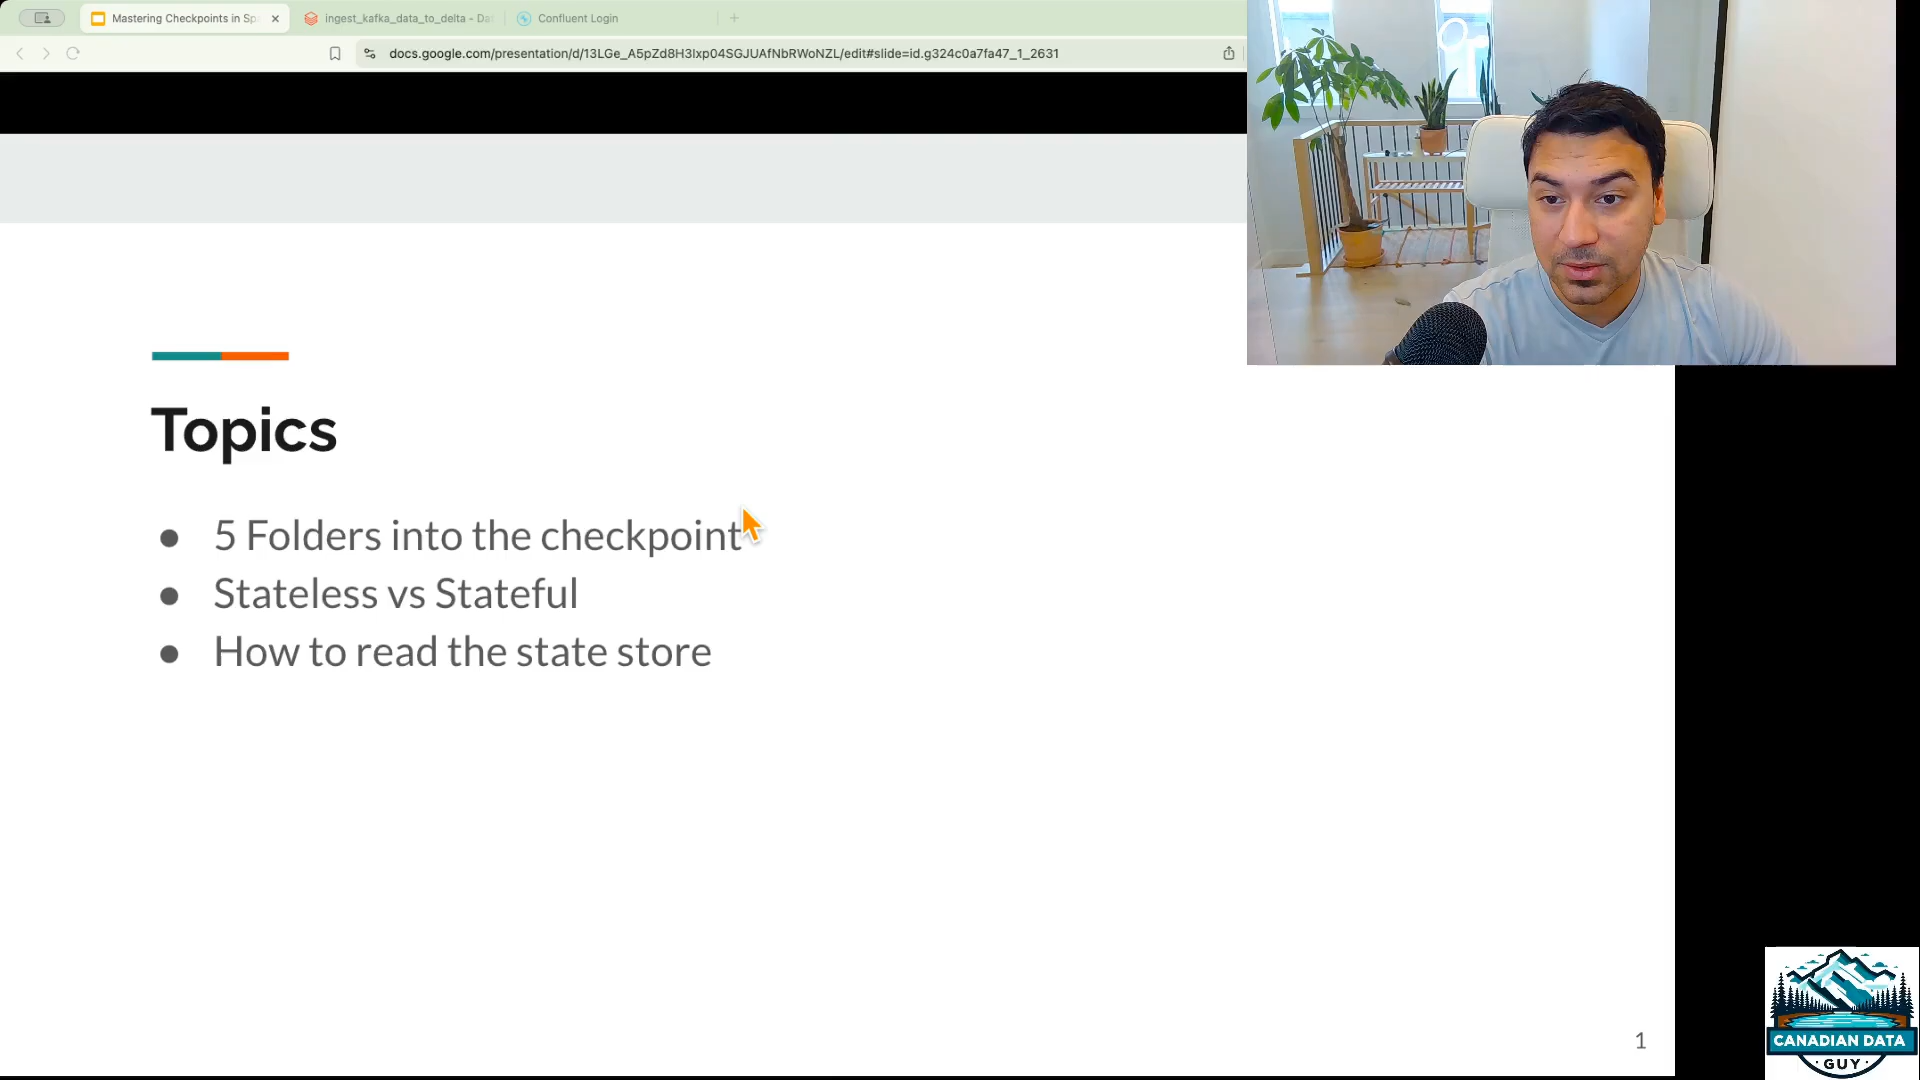 Mastering Checkpoints in Sp
ingest_kafka_data_to_delta - Da
Confluent Login
docs.google.com/presentation/d/13LGe_A5pZd8H3lxp04SGJUAfNbRWoNZL/edit#slide=id.g324c0a7fa47_1_2631
Topics
● 5 Folders into the checkpoint
● Stateless vs Stateful
● How to read the state store
1
CANADIAN DATA
· GUY ·